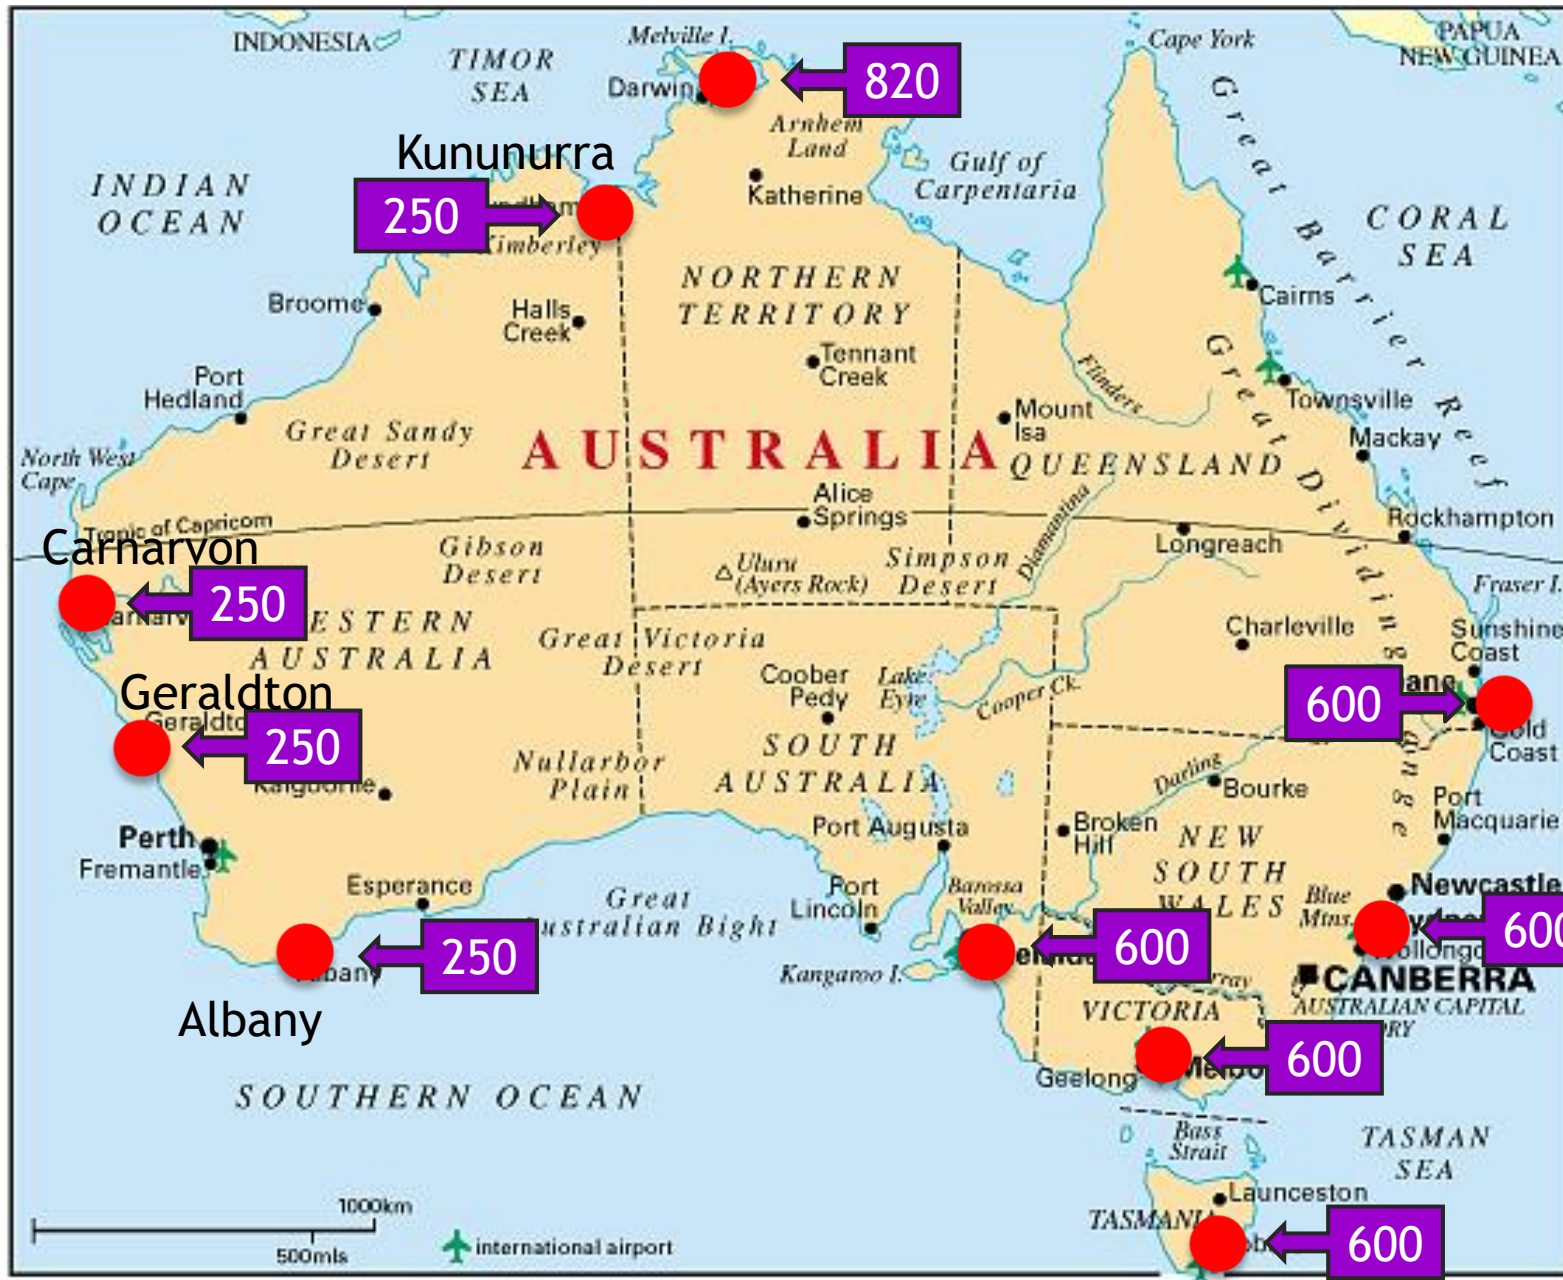 INDONESIA
Melville I.
TIMOR
SEA
Cape York
PAPUA
NEW GUINEA
Darwin
820
Arnhem
Land
Kununurra
Gulf of
Carpentaria
INDIAN
OCEAN
Katherine
250
Kimberley
CORAL
SEA
Great Barrier Reef
NORTHERN
TERRITORY
Cairns
Broome
Halls
Creek
Tennant
Creek
Flinders
Port
Hedland
Townsville
Mount
Isa
Great Sandy
Desert
AUSTRALIA
Mackay
North West
Cape
QUEENSLAND
Great Dividing
Alice
Springs
Tropic of Capricorn
Rockhampton
Carnarvon
Gibson
Desert
Uluru
(Ayers Rock)
Simpson
Desert
Diamantina
Longreach
Fraser I.
250
AUSTRALIA
Great Victoria
Desert
Charleville
Sunshine
Coast
Coober
Pedy
Lake
Eyre
Cooper Ck.
Geraldton
600
250
Coast
Nullarbor
Plain
SOUTH
AUSTRALIA
Darling
Bourke
Port
Macquarie
Perth
Fremantle
Port Augusta
Broken
Hill
NEW
SOUTH
WALES
Esperance
Great
Port
Lincoln
Barossa
Valley
Blue
Mtns.
Newcastle
250
600
600
Kangaroo I.
CANBERRA
AUSTRALIAN CAPITAL
Albany
VICTORIA
600
Geelong
SOUTHERN OCEAN
Bass
Strait
TASMAN
SEA
Launceston
TASMANIA
600
1000km
500mls
international airport